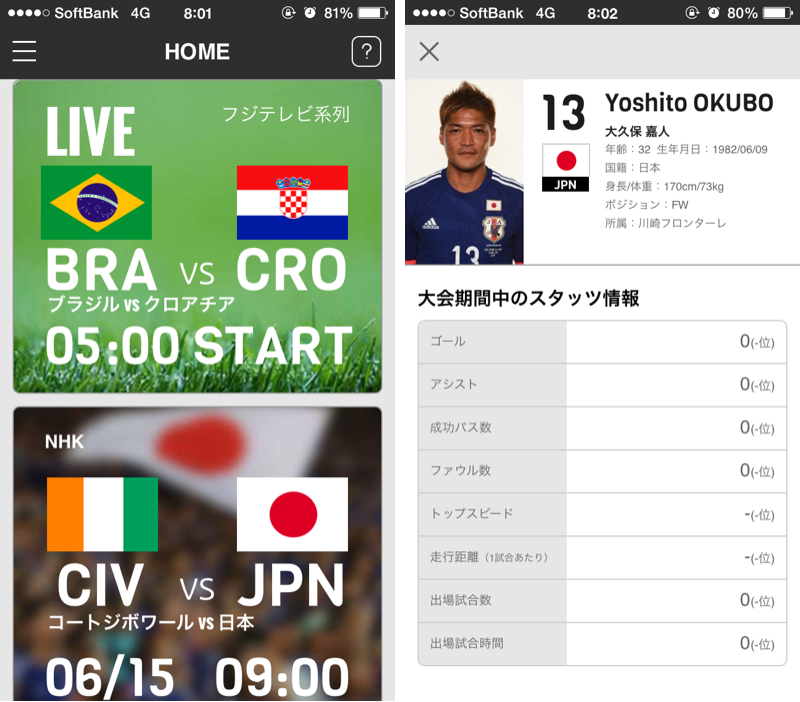 ●●●●○ SoftBank 4G 8:01 81%
HOME
?
LIVE
フジテレビ系列
BRA vs CRO
ブラジル vs クロアチア
05:00 START
NHK
CIV vs JPN
コートジボワール vs 日本
06/15 09:00
●●●●○ SoftBank 4G 8:02 80%
13
JPN
Yoshito OKUBO
大久保 嘉人
年齢:32 生年月日:1982/06/09
国籍:日本
身長/体重:170cm/73kg
ポジション:FW
所属:川崎フロンターレ
adidas
13
大会期間中のスタッツ情報
ゴール 0(-位)
アシスト 0(-位)
成功パス数 0(-位)
ファウル数 0(-位)
トップスピード -(-位)
走行距離(1試合あたり) -(-位)
出場試合数 0(-位)
出場試合時間 0(-位)